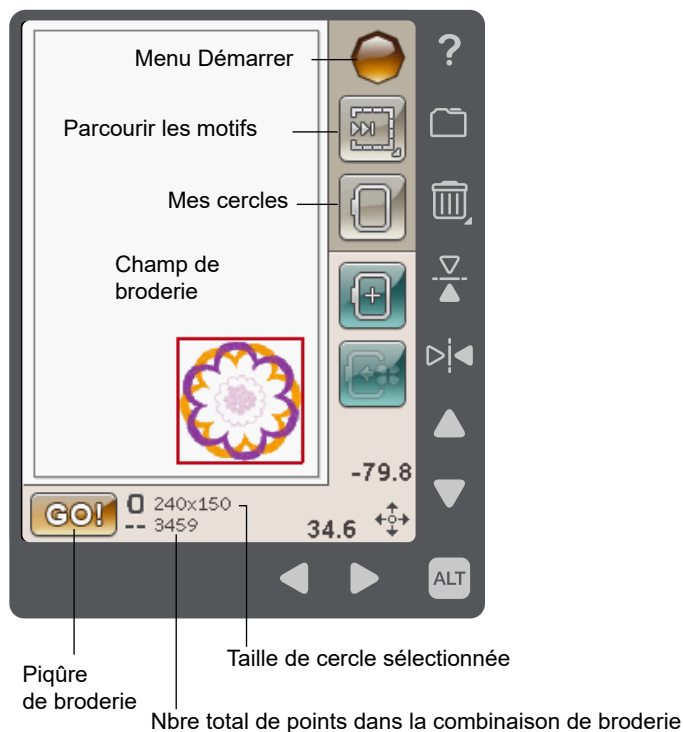 Menu Démarrer
?
Parcourir les motifs
Mes cercles
Champ de
broderie
-79.8
GO!
240x150
-- 3459
34.6
ALT
Taille de cercle sélectionnée
Piqûre
de broderie
Nbre total de points dans la combinaison de broderie